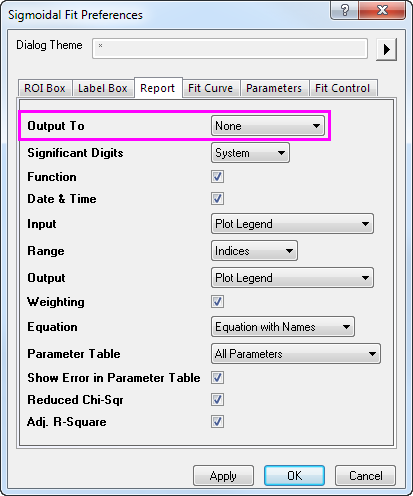 Sigmoidal Fit Preferences ?
Dialog Theme *
ROI Box Label Box Report Fit Curve Parameters Fit Control
Output To None
Significant Digits System
Function
Date & Time
Input Plot Legend
Range Indices
Output Plot Legend
Weighting
Equation Equation with Names
Parameter Table All Parameters
Show Error in Parameter Table
Reduced Chi-Sqr
Adj. R-Square
Apply OK Cancel